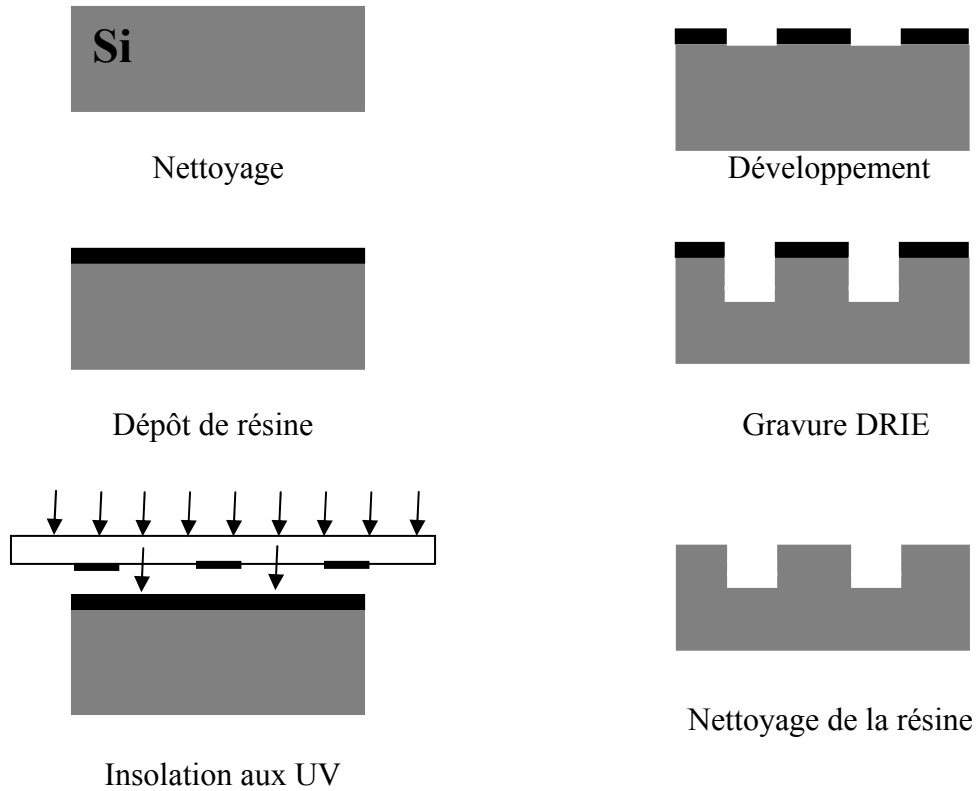 Si
Nettoyage
Dépôt de résine
Insolation aux UV
Développement
Gravure DRIE
Nettoyage de la résine